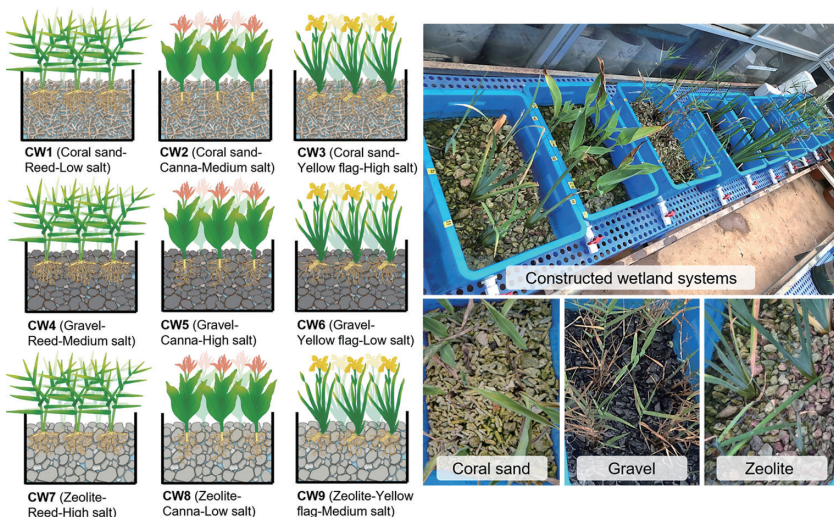 CW1 (Coral sand-
Reed-Low salt)
CW2 (Coral sand-
Canna-Medium salt)
CW3 (Coral sand-
Yellow flag-High salt)
CW4 (Gravel-
Reed-Medium salt)
CW5 (Gravel-
Canna-High salt)
CW6 (Gravel-
Yellow flag-Low salt)
CW7 (Zeolite-
Reed-High salt)
CW8 (Zeolite-
Canna-Low salt)
CW9 (Zeolite-Yellow
flag-Medium salt)
Constructed wetland systems
Coral sand
Gravel
Zeolite